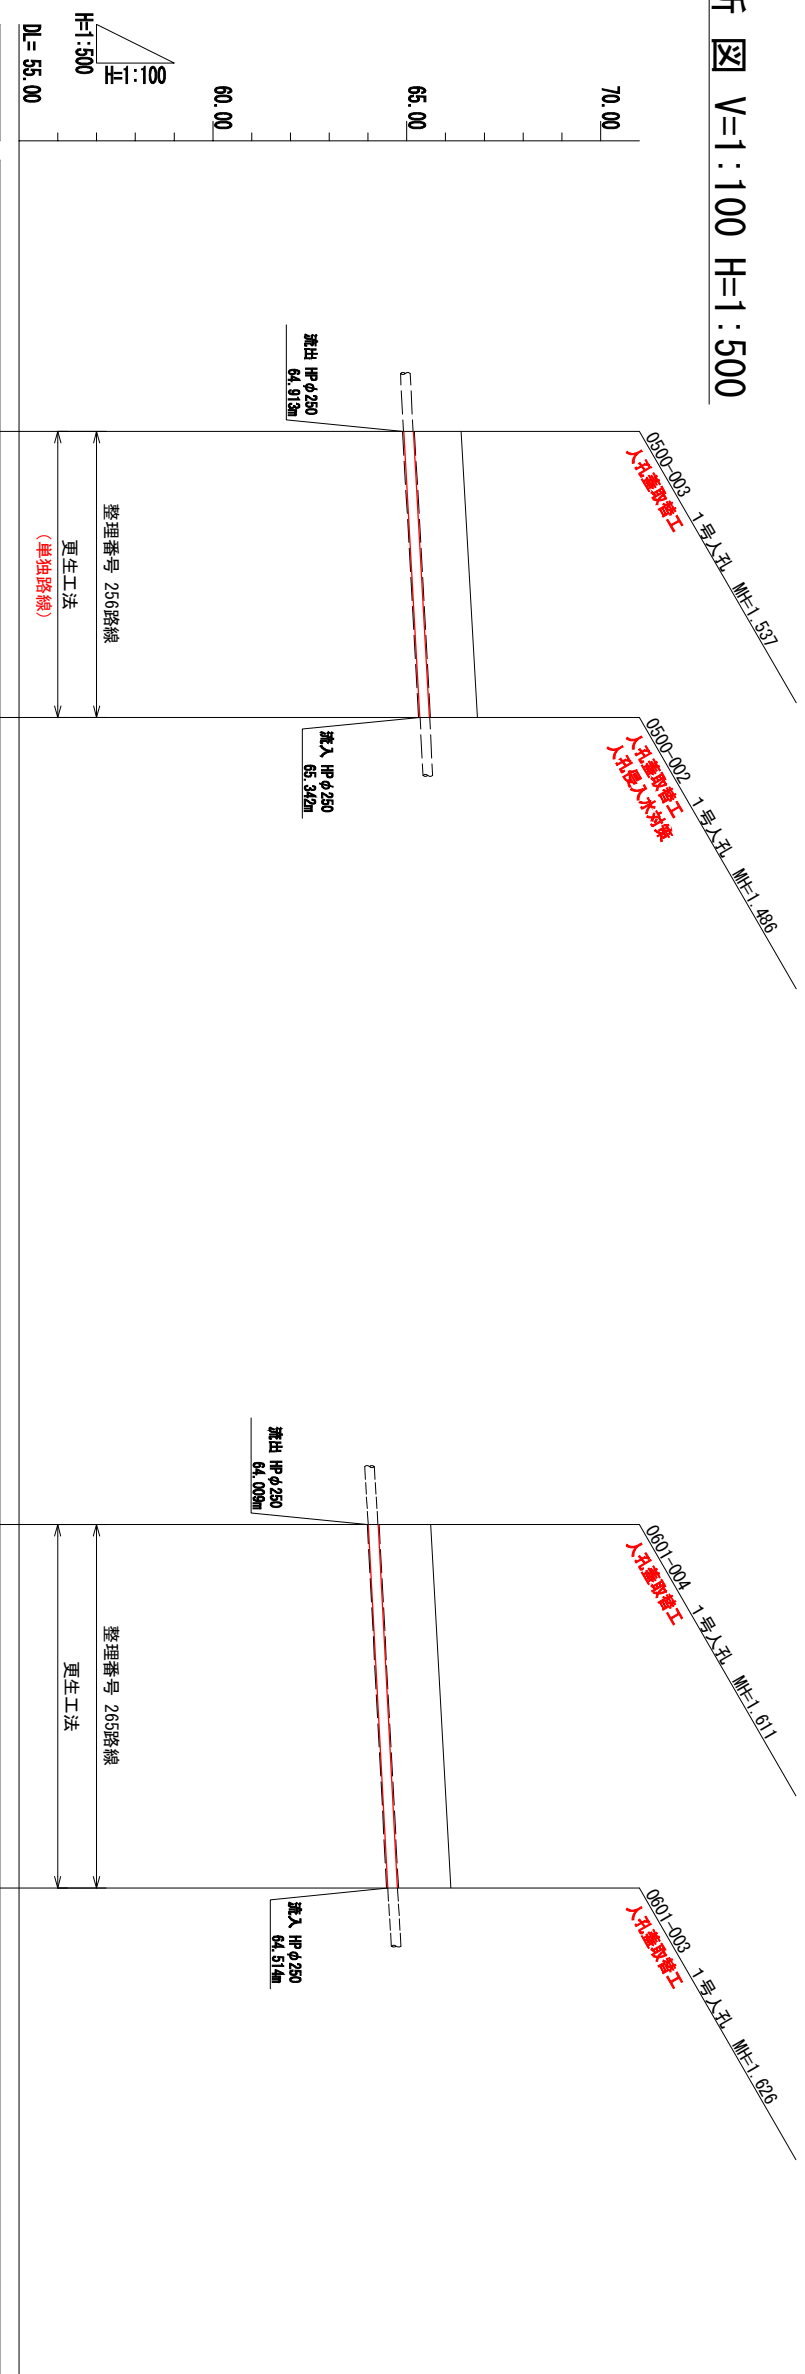 図 V=1:100 H=1:500
0500-003 1号人孔 MH=1.537
人孔蓋取替工
0500-002 1号人孔 MH=1.486
人孔蓋取替工
人孔侵入水対策
0601-004 1号人孔 MH=1.611
人孔蓋取替工
0601-003 1号人孔 MH=1.626
人孔蓋取替工
70.00
65.00
60.00
DL= 55.00
H=1:500
H=1:100
流出 HPφ250
64.913m
流入 HPφ250
65.342m
流出 HPφ250
64.009m
流入 HPφ250
64.514m
整理番号 256路線
更生工法
(単独路線)
整理番号 265路線
更生工法